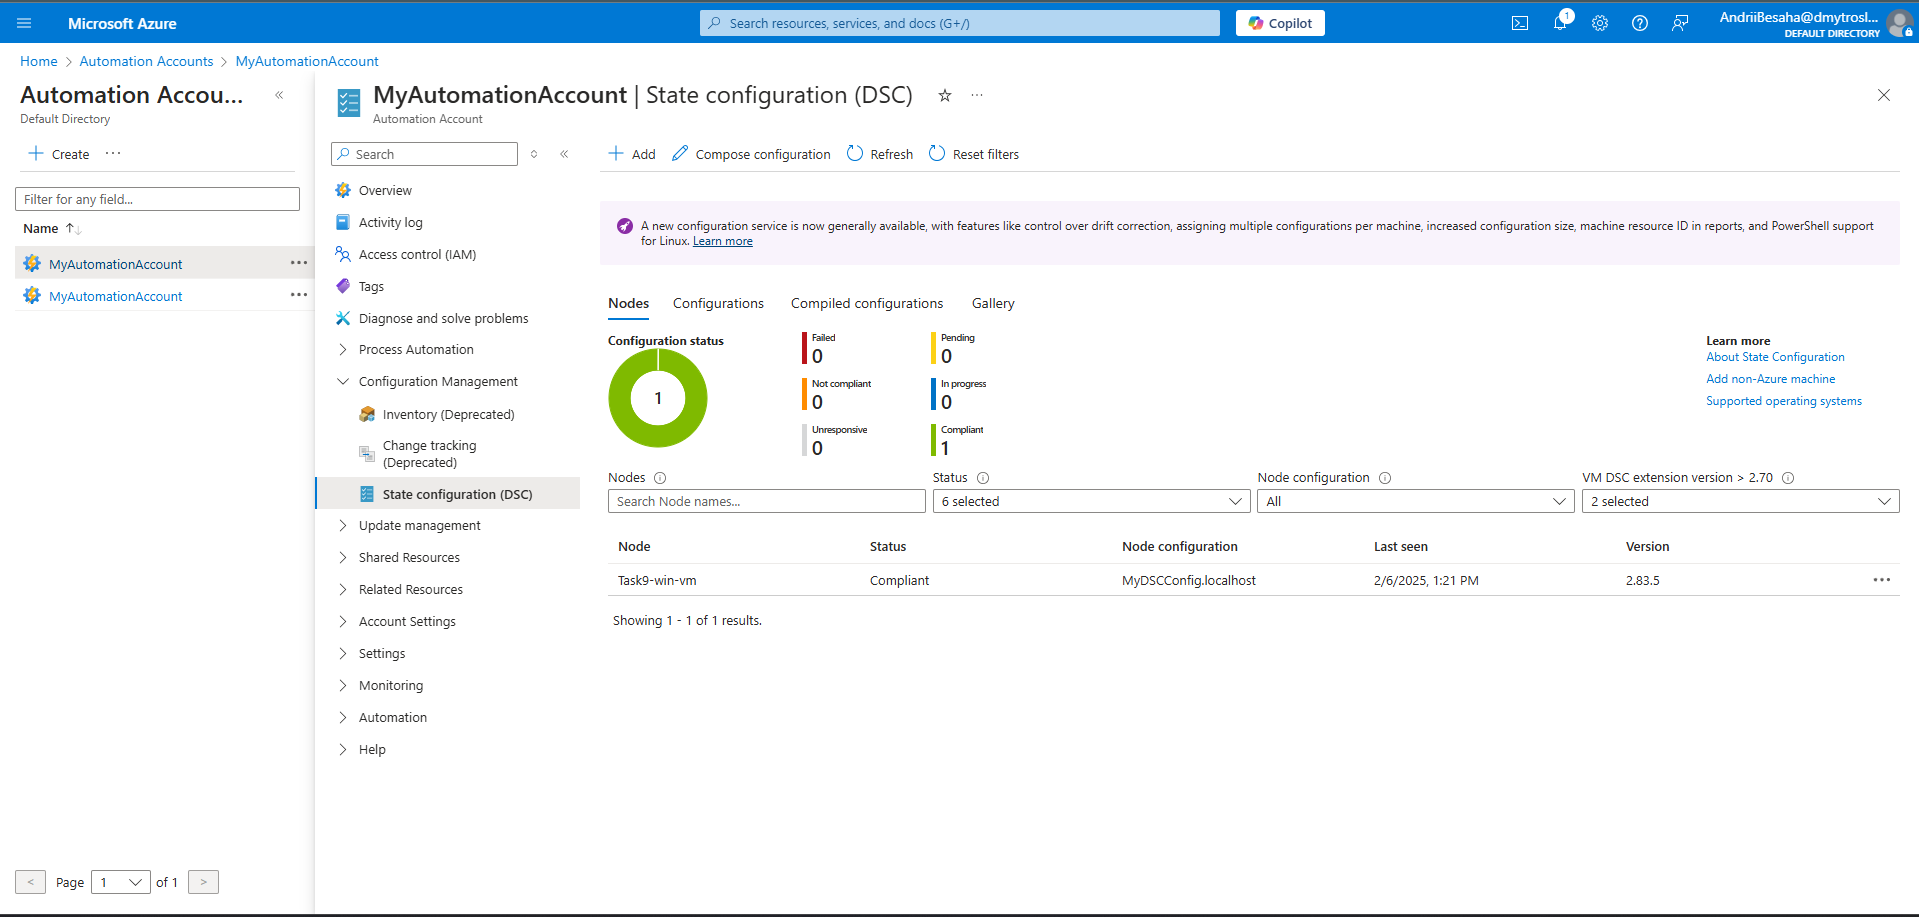 Microsoft Azure
Search resources, services, and docs (G+/)
Copilot
1
AndriiBesaha@dmytrosl...
DEFAULT DIRECTORY
Home > Automation Accounts > MyAutomationAccount
Automation Accou...
Default Directory
+ Create ...
Filter for any field...
Name
MyAutomationAccount ...
MyAutomationAccount ...
< Page 1 of 1 >
MyAutomationAccount | State configuration (DSC) ...
Automation Account
Search
Overview
Activity log
Access control (IAM)
Tags
Diagnose and solve problems
Process Automation
Configuration Management
Inventory (Deprecated)
Change tracking
(Deprecated)
State configuration (DSC)
Update management
Shared Resources
Related Resources
Account Settings
Settings
Monitoring
Automation
Help
Add Compose configuration Refresh Reset filters
A new configuration service is now generally available, with features like control over drift correction, assigning multiple configurations per machine, increased configuration size, machine resource ID in reports, and PowerShell support
for Linux. Learn more
Nodes Configurations Compiled configurations Gallery
Configuration status
1
Failed
0
Pending
0
Not compliant
0
In progress
0
Unresponsive
0
Compliant
1
Learn more
About State Configuration
Add non-Azure machine
Supported operating systems
Nodes Status Node configuration VM DSC extension version > 2.70
Search Node names... 6 selected All 2 selected
Node Status Node configuration Last seen Version
Task9-win-vm Compliant MyDSCConfig.localhost 2/6/2025, 1:21 PM 2.83.5 ...
Showing 1 - 1 of 1 results.